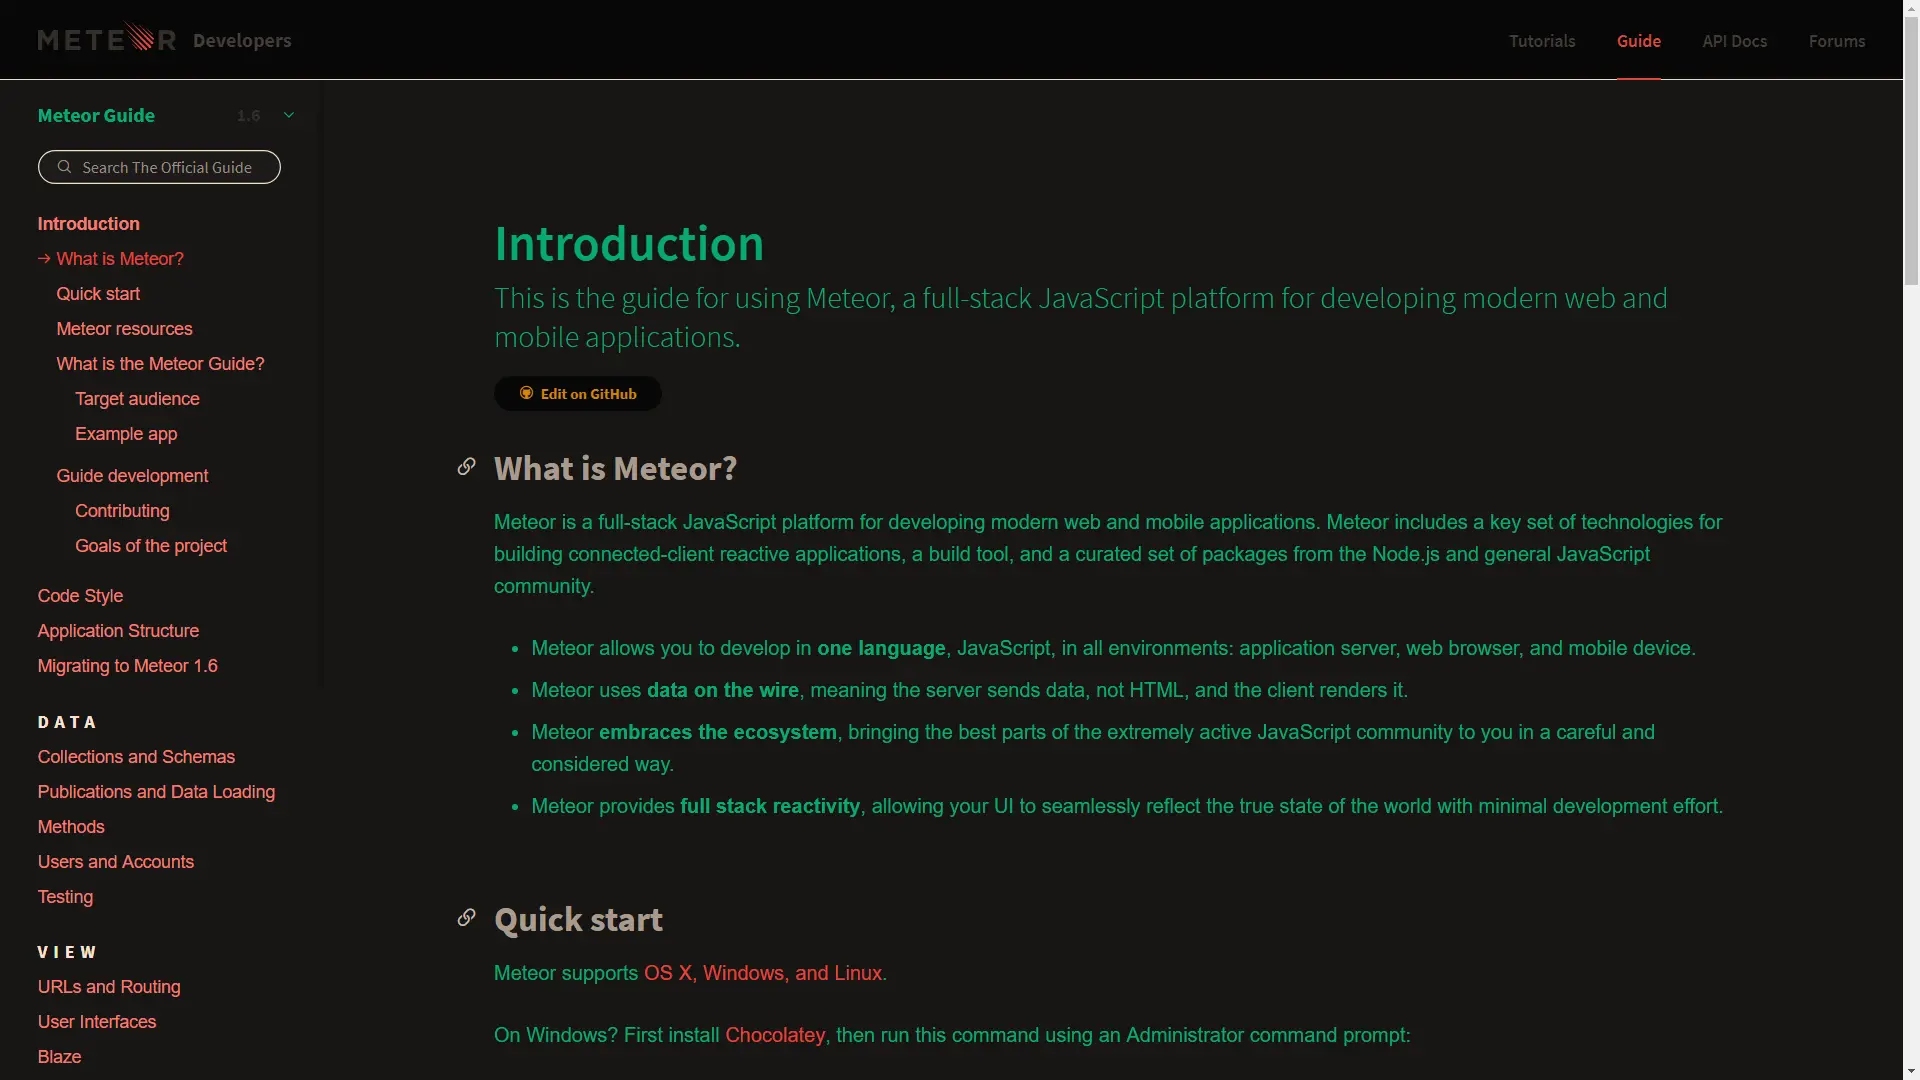 METEOR Developers
Tutorials
Guide
API Docs
Forums
Meteor Guide
1.6
Search The Official Guide
Introduction
→ What is Meteor?
Quick start
Meteor resources
What is the Meteor Guide?
Target audience
Example app
Guide development
Contributing
Goals of the project
Code Style
Application Structure
Migrating to Meteor 1.6
DATA
Collections and Schemas
Publications and Data Loading
Methods
Users and Accounts
Testing
VIEW
URLs and Routing
User Interfaces
Blaze
Introduction
This is the guide for using Meteor, a full-stack JavaScript platform for developing modern web and
mobile applications.
Edit on GitHub
What is Meteor?
Meteor is a full-stack JavaScript platform for developing modern web and mobile applications. Meteor includes a key set of technologies for
building connected-client reactive applications, a build tool, and a curated set of packages from the Node.js and general JavaScript
community.
• Meteor allows you to develop in one language, JavaScript, in all environments: application server, web browser, and mobile device.
• Meteor uses data on the wire, meaning the server sends data, not HTML, and the client renders it.
• Meteor embraces the ecosystem, bringing the best parts of the extremely active JavaScript community to you in a careful and
considered way.
• Meteor provides full stack reactivity, allowing your UI to seamlessly reflect the true state of the world with minimal development effort.
Quick start
Meteor supports OS X, Windows, and Linux.
On Windows? First install Chocolatey, then run this command using an Administrator command prompt: